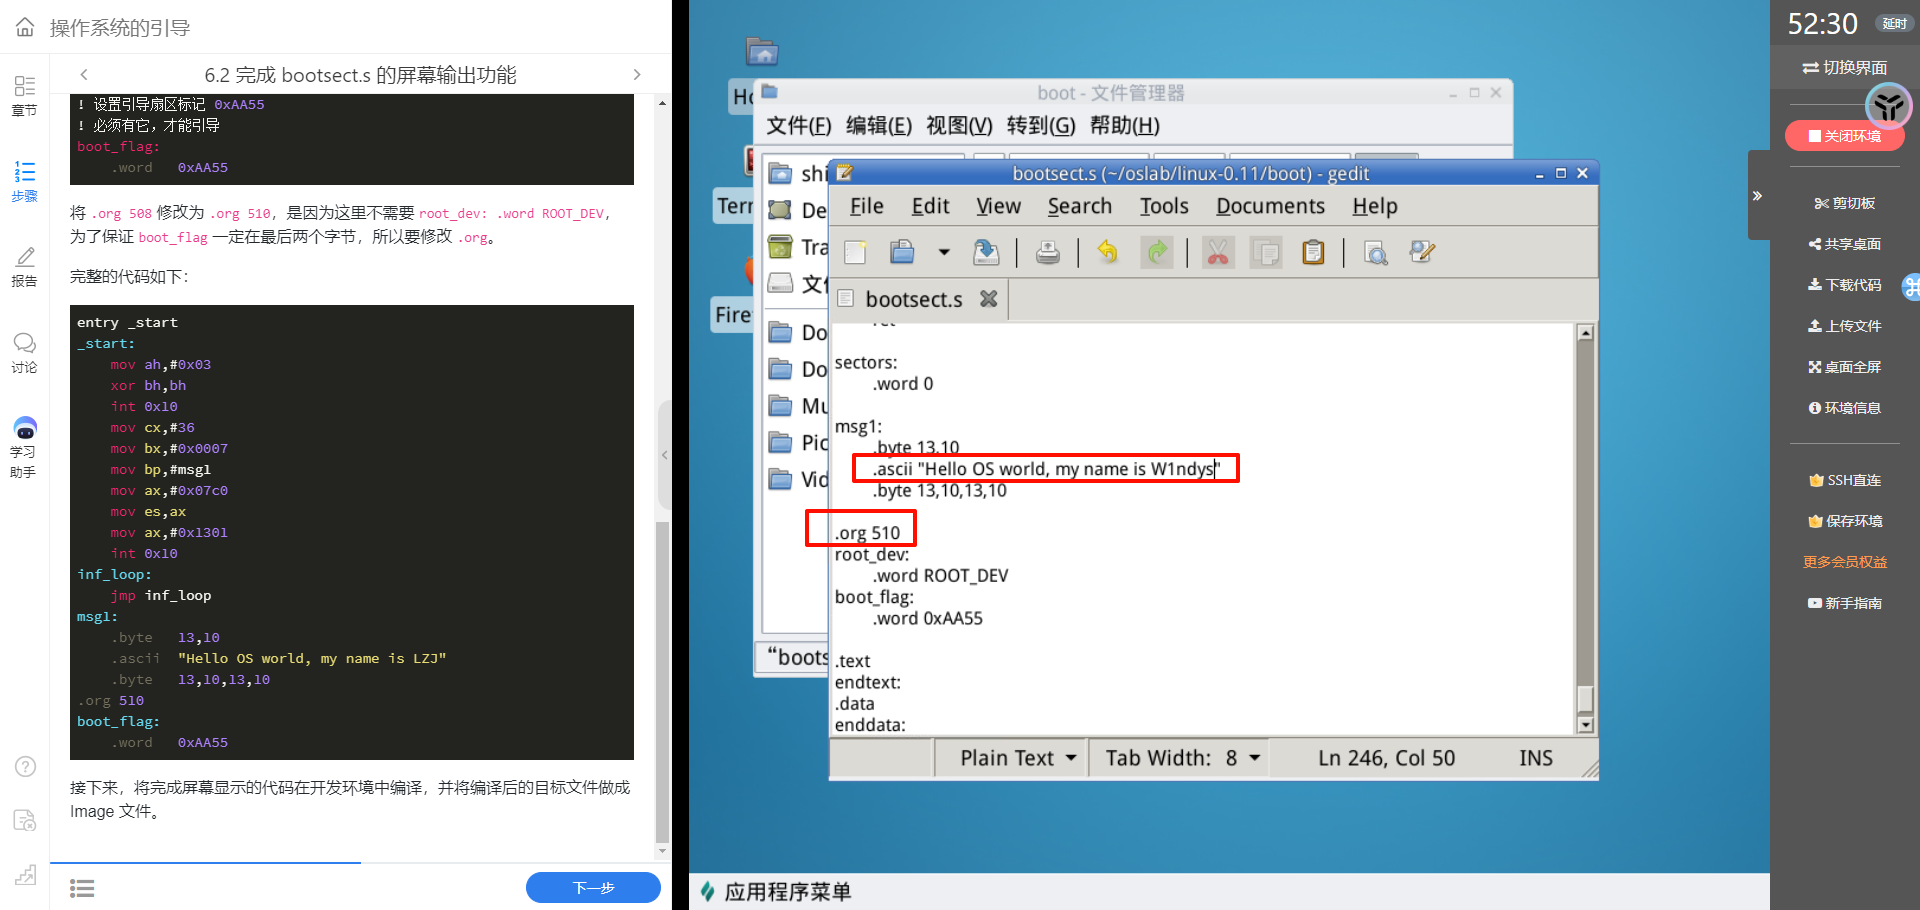 操作系统的引导
章节
步骤
报告
讨论
学习
助手
6.2 完成 bootsect.s 的屏幕输出功能
! 设置引导扇区标记 0xAA55
! 必须有它，才能引导
boot_flag:
.word 0xAA55
将 .org 508 修改为 .org 510，是因为这里不需要 root_dev: .word ROOT_DEV，
为了保证 boot_flag 一定在最后两个字节，所以要修改 .org。
完整的代码如下：
entry _start
_start:
mov ah,#0x03
xor bh,bh
int 0x10
mov cx,#36
mov bx,#0x0007
mov bp,#msg1
mov ax,#0x07c0
mov es,ax
mov ax,#0x1301
int 0x10
inf_loop:
jmp inf_loop
msg1:
.byte 13,10
.ascii "Hello OS world, my name is LZJ"
.byte 13,10,13,10
.org 510
boot_flag:
.word 0xAA55
接下来，将完成屏幕显示的代码在开发环境中编译，并将编译后的目标文件做成
Image 文件。
下一步
Ho
Terr
Fire
boot - 文件管理器
文件(F) 编辑(E) 视图(V) 转到(G) 帮助(H)
shi
De
Tra
文件
Do
Do
Mu
Pic
Vid
“boots
bootsect.s (~/oslab/linux-0.11/boot) - gedit
File Edit View Search Tools Documents Help
bootsect.s
ret
sectors:
.word 0
msg1:
.byte 13,10
.ascii "Hello OS world, my name is W1ndys"
.byte 13,10,13,10
.org 510
root_dev:
.word ROOT_DEV
boot_flag:
.word 0xAA55
.text
endtext:
.data
enddata:
Plain Text Tab Width: 8 Ln 246, Col 50 INS
应用程序菜单
52:30 延时
切换界面
关闭环境
剪切板
共享桌面
下载代码
上传文件
桌面全屏
环境信息
SSH直连
保存环境
更多会员权益
新手指南